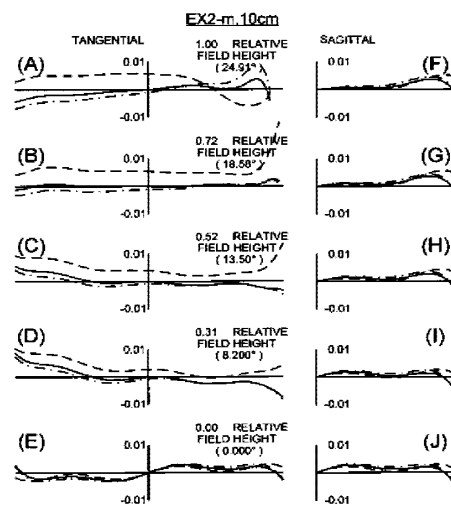 EX2-m.10cm
TANGENTIAL SAGITTAL
(A) 0.01 1.00 RELATIVE FIELD HEIGHT (24.91°) 0.01 (F)
-0.01 -0.01
(B) 0.01 0.72 RELATIVE FIELD HEIGHT (18.58°) 0.01 (G)
-0.01 -0.01
(C) 0.01 0.52 RELATIVE FIELD HEIGHT (13.50°) 0.01 (H)
-0.01 -0.01
(D) 0.01 0.31 RELATIVE FIELD HEIGHT (8.200°) 0.01 (I)
-0.01 -0.01
(E) 0.01 0.00 RELATIVE FIELD HEIGHT (0.000°) 0.01 (J)
-0.01 -0.01